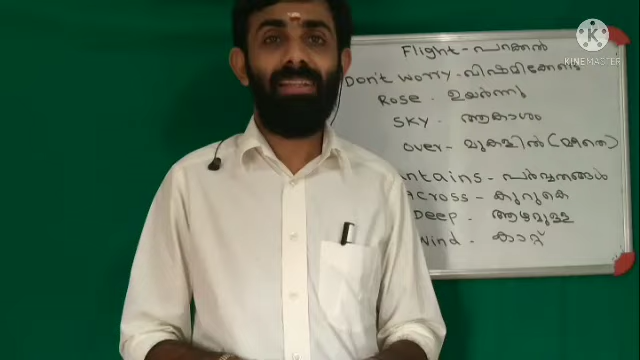 Flight - പറക്കൽ
Don't worry - വിഷമിക്കേണ്ട
Rose - ഉയർന്നു
SKY - ആകാശം
over - മുകളിൽ (മീതെ)
ntains - പർവ്വതങ്ങൾ
Across - കുറുകെ
Deep - ആഴമുള്ള
Wind - കാറ്റ്
KINEMASTER